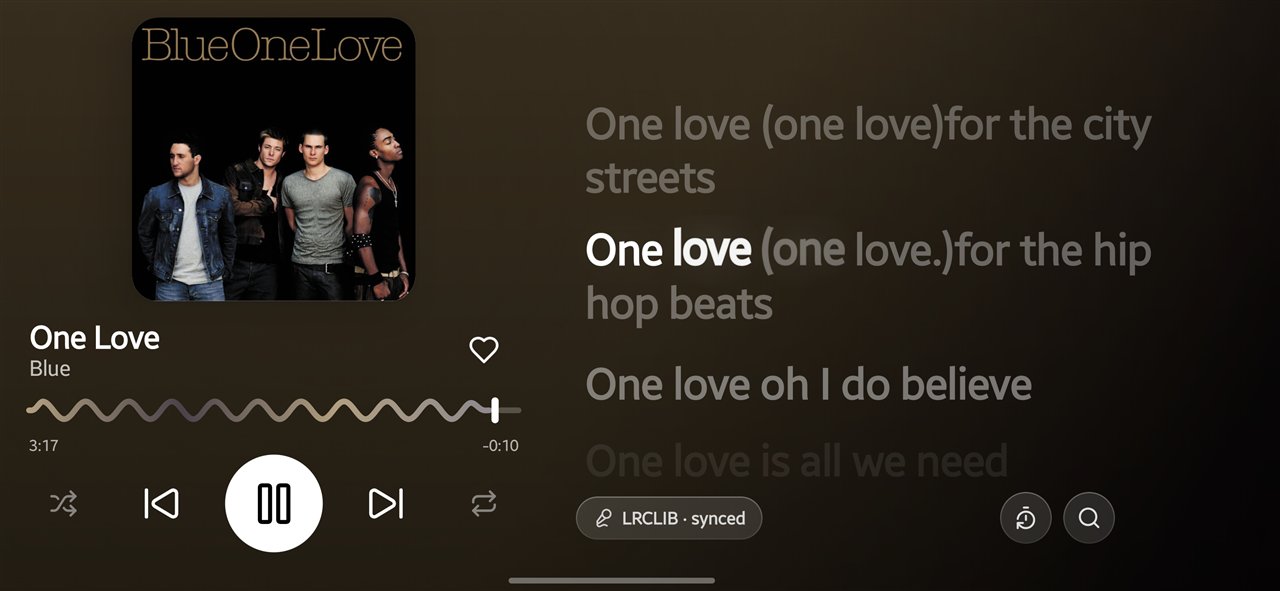 BlueOneLove
One Love
Blue
3:17
-0:10
One love (one love)for the city
streets
One love (one love.)for the hip
hop beats
One love oh I do believe
One love is all we need
LRCLIB · synced